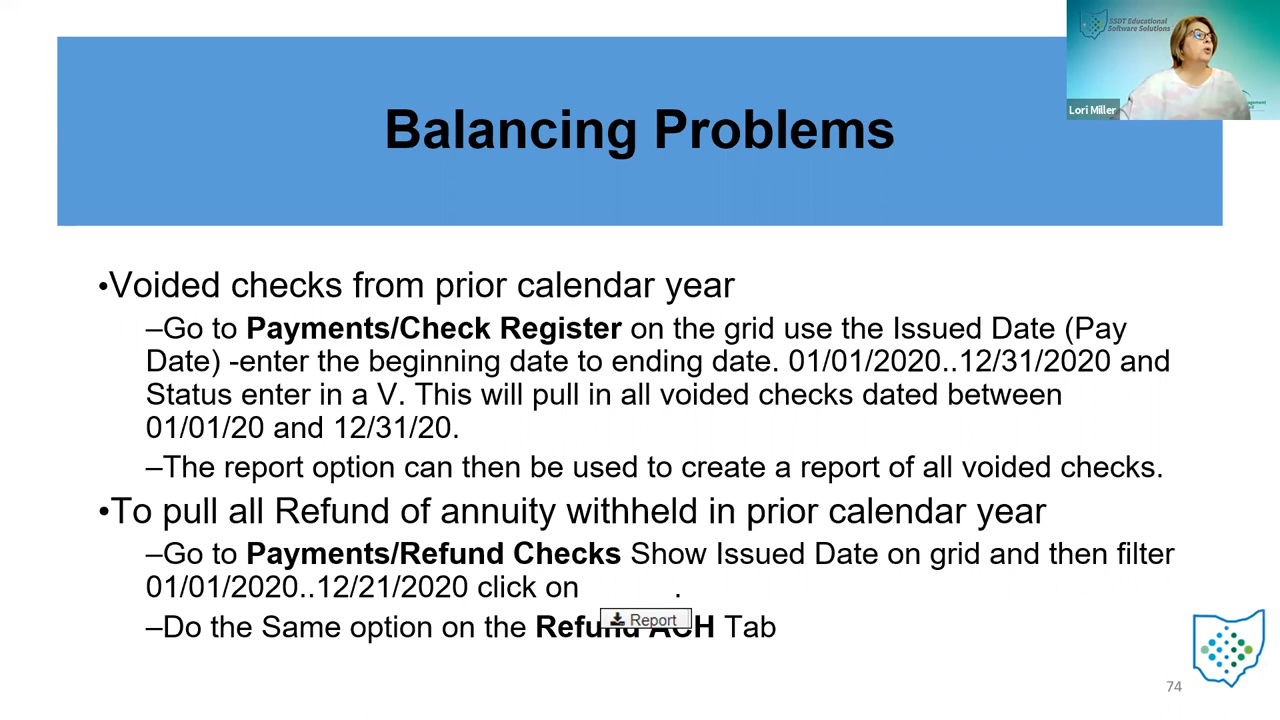 SSDT Educational
Software Solutions
Lori Miller
Balancing Problems
•Voided checks from prior calendar year
–Go to Payments/Check Register on the grid use the Issued Date (Pay
Date) -enter the beginning date to ending date. 01/01/2020..12/31/2020 and
Status enter in a V. This will pull in all voided checks dated between
01/01/20 and 12/31/20.
–The report option can then be used to create a report of all voided checks.
•To pull all Refund of annuity withheld in prior calendar year
–Go to Payments/Refund Checks Show Issued Date on grid and then filter
01/01/2020..12/21/2020 click on .
Report
–Do the Same option on the Refund ACH Tab
74